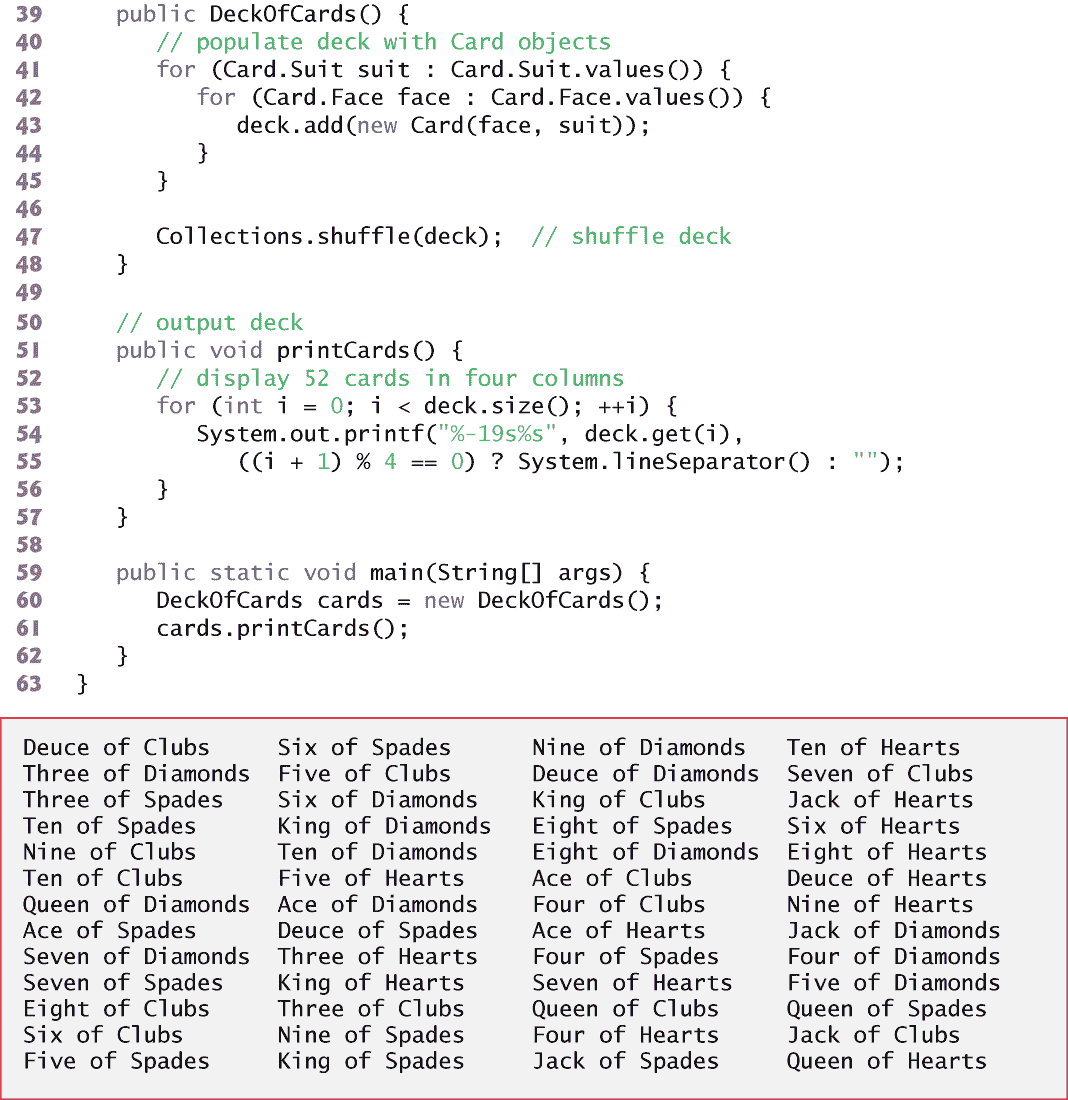 39 public DeckOfCards() {
40 // populate deck with Card objects
41 for (Card.Suit suit : Card.Suit.values()) {
42 for (Card.Face face : Card.Face.values()) {
43 deck.add(new Card(face, suit));
44 }
45 }
46
47 Collections.shuffle(deck); // shuffle deck
48 }
49
50 // output deck
51 public void printCards() {
52 // display 52 cards in four columns
53 for (int i = 0; i < deck.size(); ++i) {
54 System.out.printf("%-19s%s", deck.get(i),
55 ((i + 1) % 4 == 0) ? System.lineSeparator() : "");
56 }
57 }
58
59 public static void main(String[] args) {
60 DeckOfCards cards = new DeckOfCards();
61 cards.printCards();
62 }
63 }
Deuce of Clubs Six of Spades Nine of Diamonds Ten of Hearts
Three of Diamonds Five of Clubs Deuce of Diamonds Seven of Clubs
Three of Spades Six of Diamonds King of Clubs Jack of Hearts
Ten of Spades King of Diamonds Eight of Spades Six of Hearts
Nine of Clubs Ten of Diamonds Eight of Diamonds Eight of Hearts
Ten of Clubs Five of Hearts Ace of Clubs Deuce of Hearts
Queen of Diamonds Ace of Diamonds Four of Clubs Nine of Hearts
Ace of Spades Deuce of Spades Ace of Hearts Jack of Diamonds
Seven of Diamonds Three of Hearts Four of Spades Four of Diamonds
Seven of Spades King of Hearts Seven of Hearts Five of Diamonds
Eight of Clubs Three of Clubs Queen of Clubs Queen of Spades
Six of Clubs Nine of Spades Four of Hearts Jack of Clubs
Five of Spades King of Spades Jack of Spades Queen of Hearts